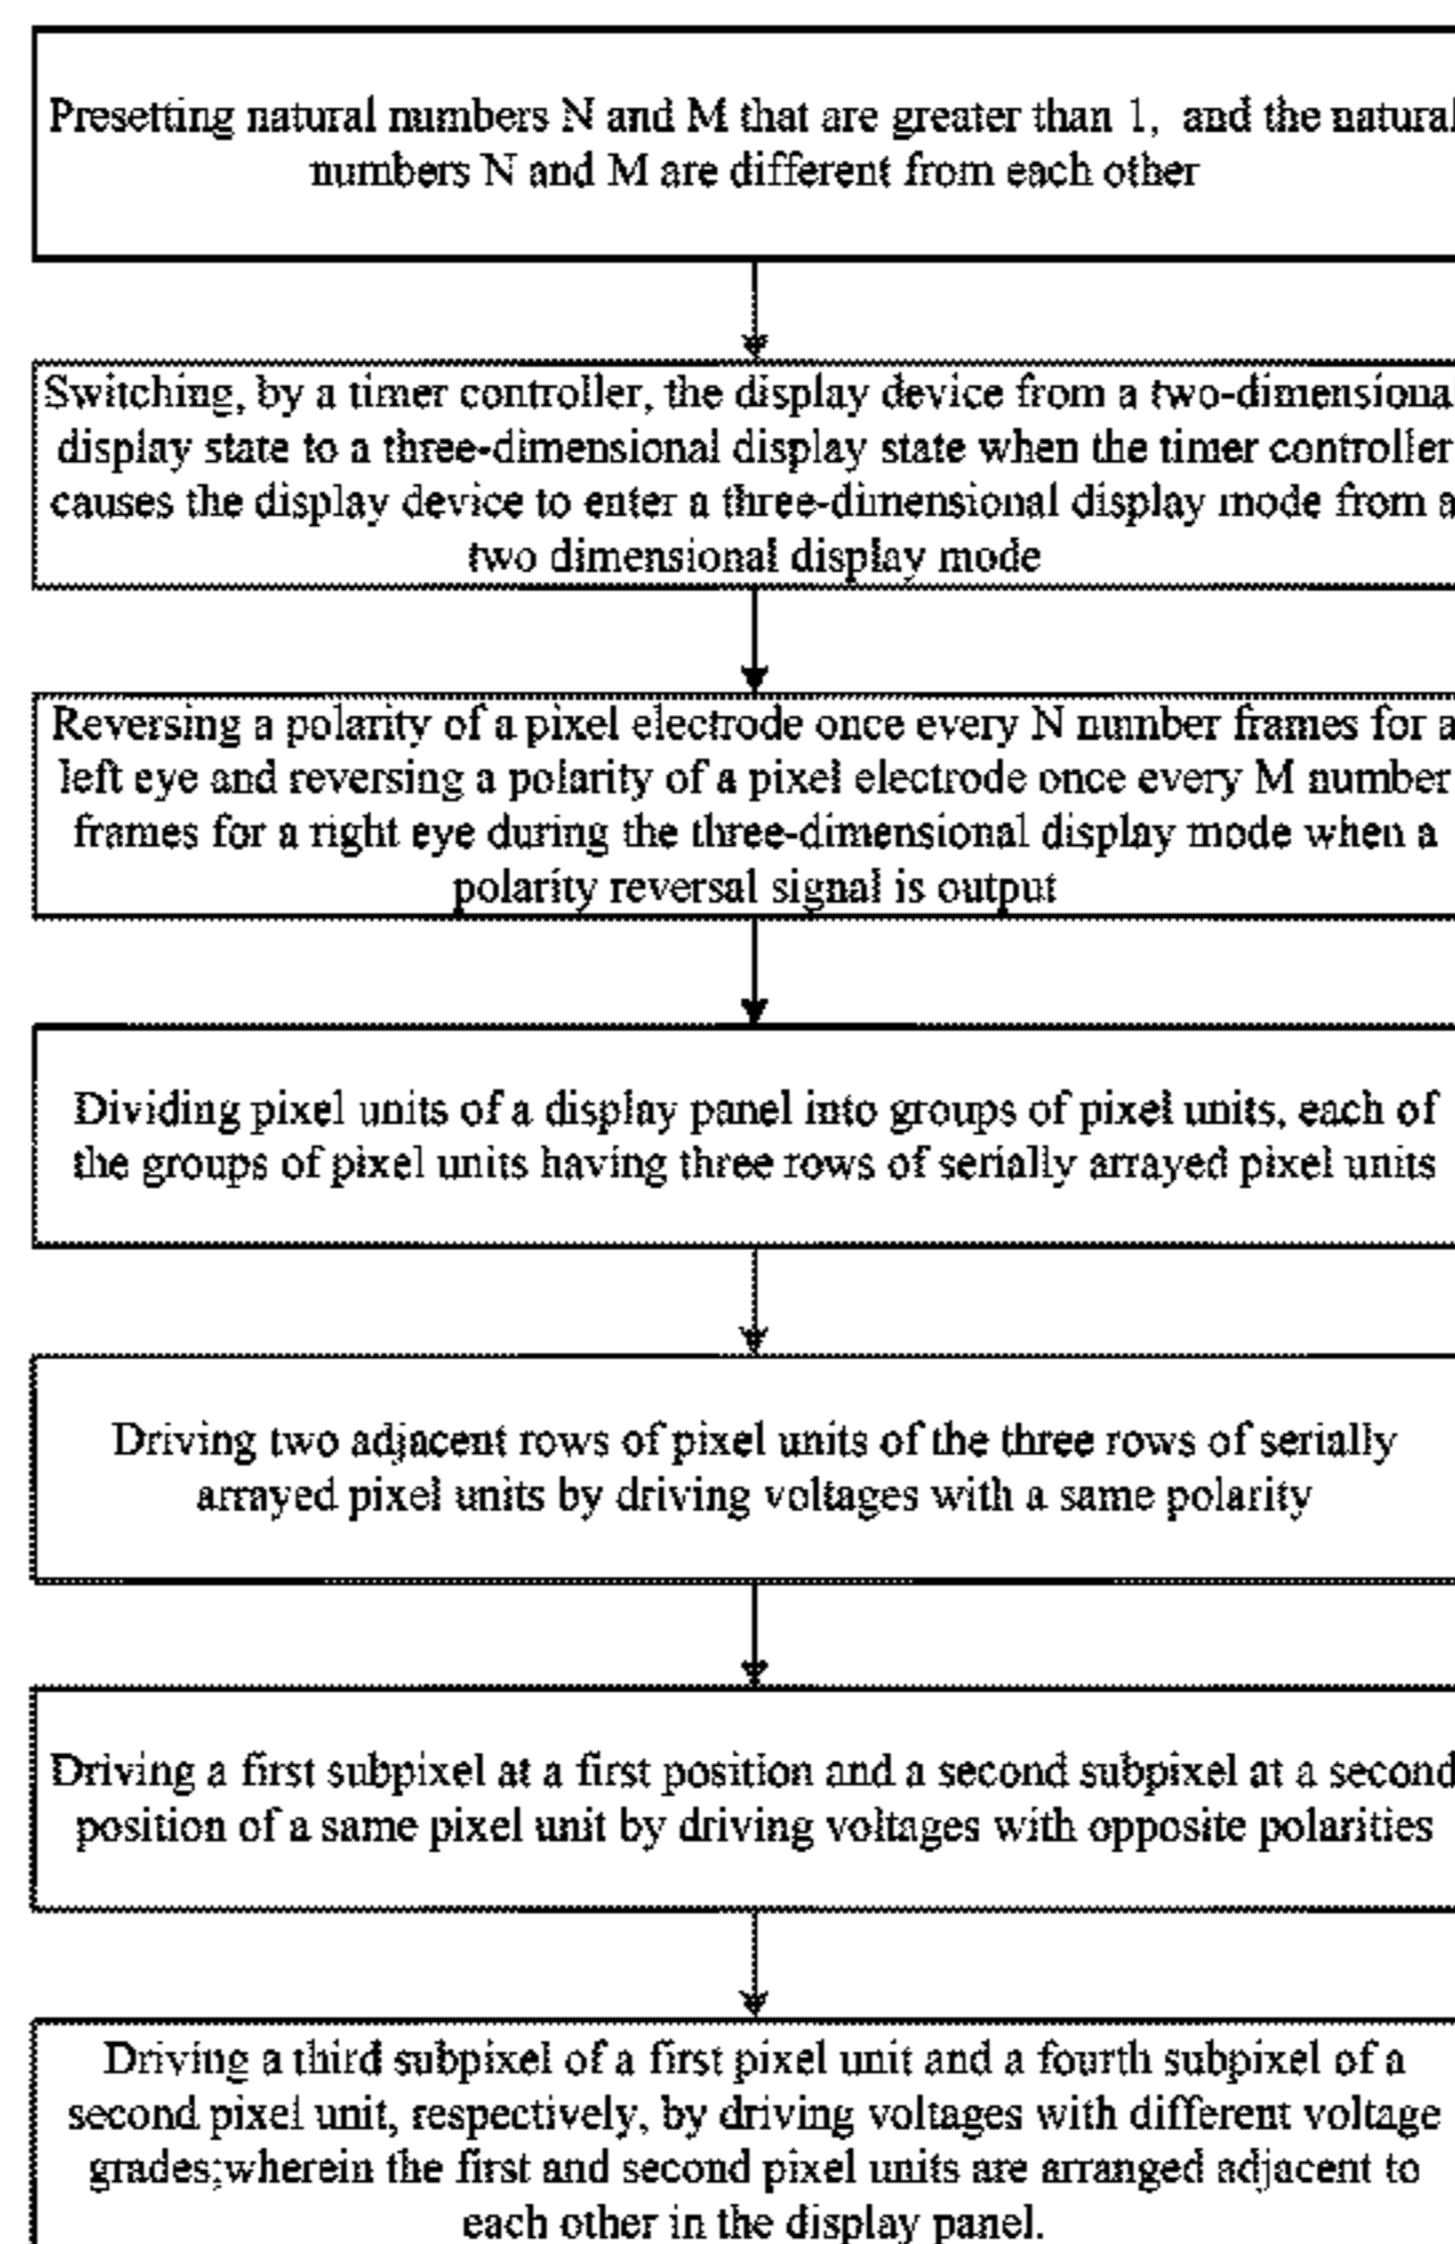 Presetting natural numbers N and M that are greater than 1, and the natural
numbers N and M are different from each other
Switching, by a timer controller, the display device from a two-dimensiona
display state to a three-dimensional display state when the timer controller
causes the display device to enter a three-dimensional display mode from a
two dimensional display mode
Reversing a polarity of a pixel electrode once every N number frames for a
left eye and reversing a polarity of a pixel electrode once every M number
frames for a right eye during the three-dimensional display mode when a
polarity reversal signal is output
Dividing pixel units of a display panel into groups of pixel units, each of
the groups of pixel units having three rows of serially arrayed pixel units
Driving two adjacent rows of pixel units of the three rows of serially
arrayed pixel units by driving voltages with a same polarity
Driving a first subpixel at a first position and a second subpixel at a second
position of a same pixel unit by driving voltages with opposite polarities
Driving a third subpixel of a first pixel unit and a fourth subpixel of a
second pixel unit, respectively, by driving voltages with different voltage
grades;wherein the first and second pixel units are arranged adjacent to
each other in the display panel.